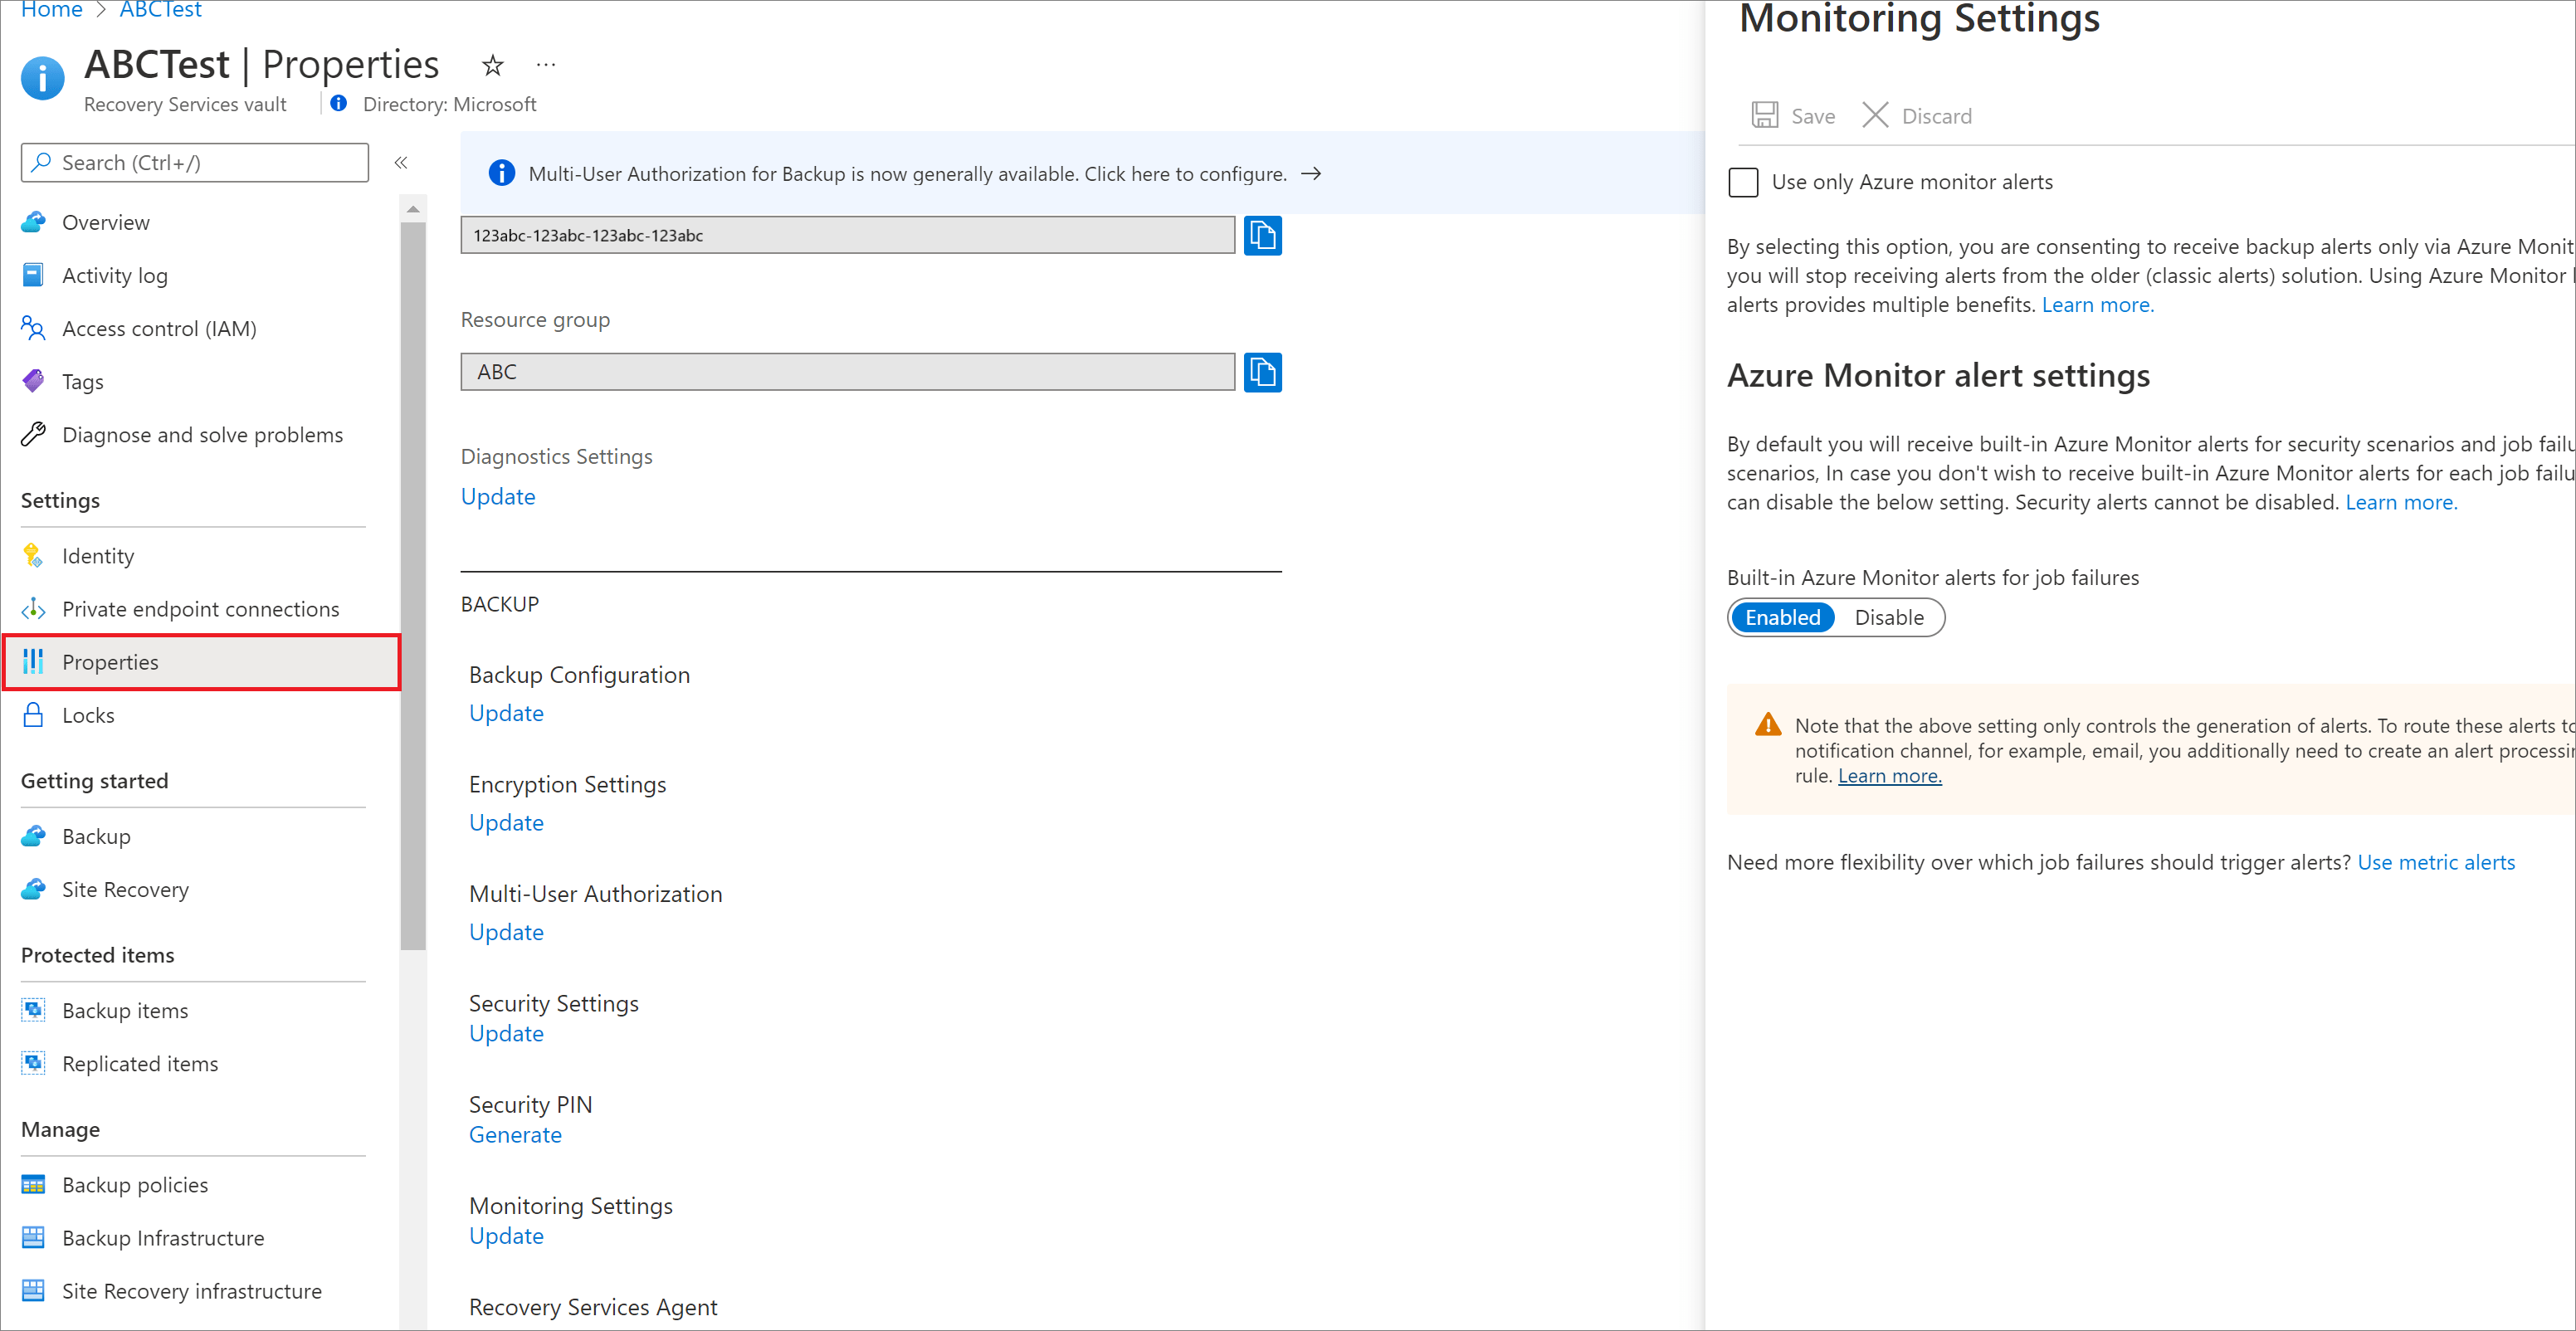 Home > ABCTest
ABCTest | Properties
Recovery Services vault
Directory: Microsoft
Search (Ctrl+/)
Overview
Activity log
Access control (IAM)
Tags
Diagnose and solve problems
Settings
Identity
Private endpoint connections
Properties
Locks
Getting started
Backup
Site Recovery
Protected items
Backup items
Replicated items
Manage
Backup policies
Backup Infrastructure
Site Recovery infrastructure
Multi-User Authorization for Backup is now generally available. Click here to configure. →
123abc-123abc-123abc-123abc
Resource group
ABC
Diagnostics Settings
Update
BACKUP
Backup Configuration
Update
Encryption Settings
Update
Multi-User Authorization
Update
Security Settings
Update
Security PIN
Generate
Monitoring Settings
Update
Recovery Services Agent
Monitoring Settings
Save
Discard
Use only Azure monitor alerts
By selecting this option, you are consenting to receive backup alerts only via Azure
you will stop receiving alerts from the older (classic alerts) solution. Using Azure Monitor
alerts provides multiple benefits. Learn more.
Azure Monitor alert settings
By default you will receive built-in Azure Monitor alerts for security scenarios and job
scenarios, In case you don't wish to receive built-in Azure Monitor alerts for each job
can disable the below setting. Security alerts cannot be disabled. Learn more.
Built-in Azure Monitor alerts for job failures
Enabled Disable
Note that the above setting only controls the generation of alerts. To route these alerts
notification channel, for example, email, you additionally need to create an alert
rule. Learn more.
Need more flexibility over which job failures should trigger alerts? Use metric alerts